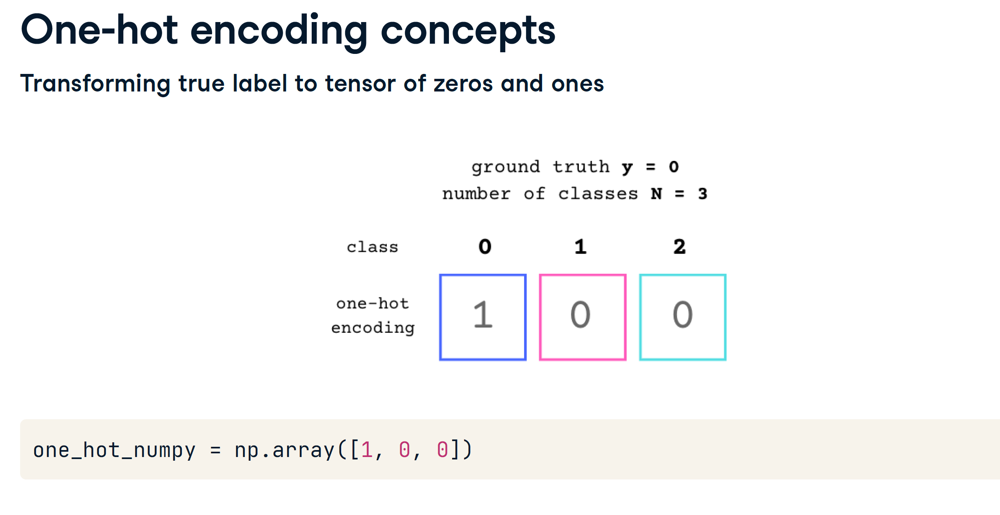 One-hot encoding concepts
Transforming true label to tensor of zeros and ones
ground truth y = 0
number of classes N = 3
class 0 1 2
one-hot
encoding
1 0 0
one_hot_numpy = np.array([1, 0, 0])